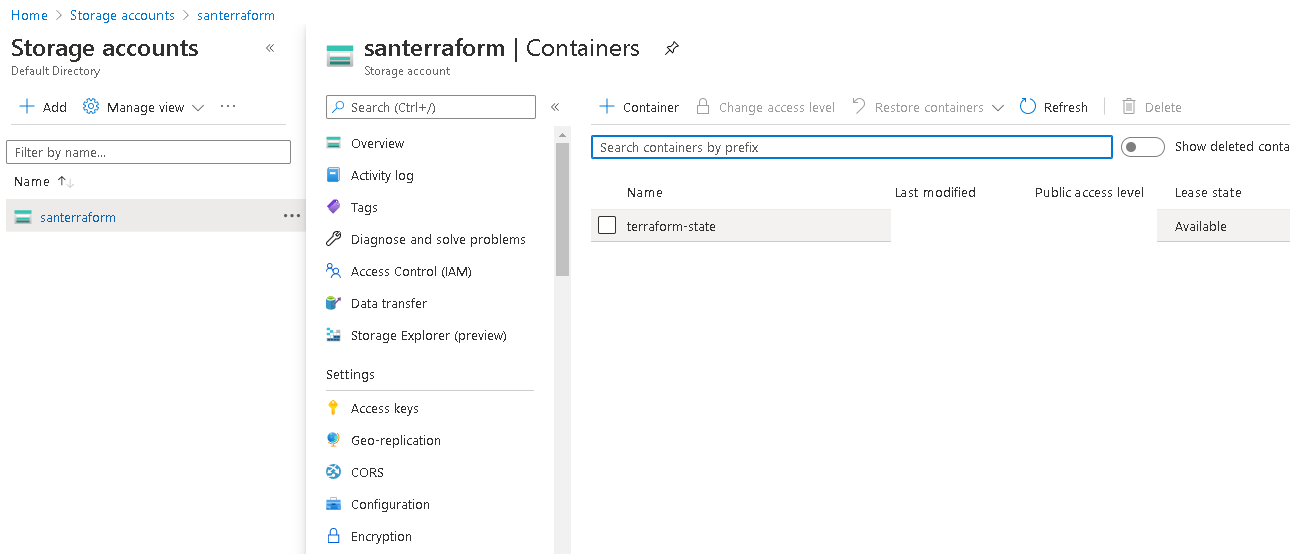 Home > Storage accounts > santerraform
Storage accounts «
Default Directory
+ Add Manage view ...
Filter by name...
Name ↑↓
santerraform ...
santerraform | Containers
Storage account
Search (Ctrl+/) «
Overview
Activity log
Tags
Diagnose and solve problems
Access Control (IAM)
Data transfer
Storage Explorer (preview)
Settings
Access keys
Geo-replication
CORS
Configuration
Encryption
+ Container Change access level Restore containers Refresh Delete
Search containers by prefix Show deleted conta
Name Last modified Public access level Lease state
terraform-state Available